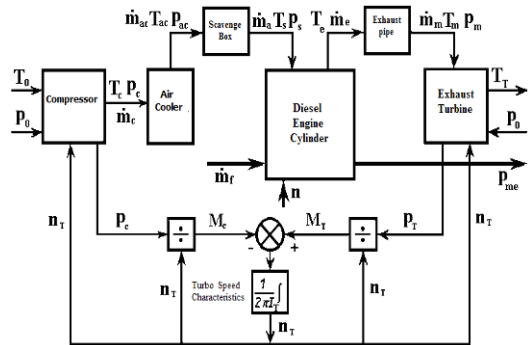 ṁac Tac pac
Scavenge
Box
ṁa Ts ps
Te ṁe
Exhaust
pipe
ṁm Tm pm
T0
Compressor
p0
Tc pc
ṁc
Air
Cooler
Diesel
Engine
Cylinder
Exhaust
Turbine
TT
p0
ṁf
n
pme
nT
pc
÷
Mc
-
+
MT
÷
pT
nT
Turbo Speed
Characteristics
nT
1
2πIT
∫
nT
nT